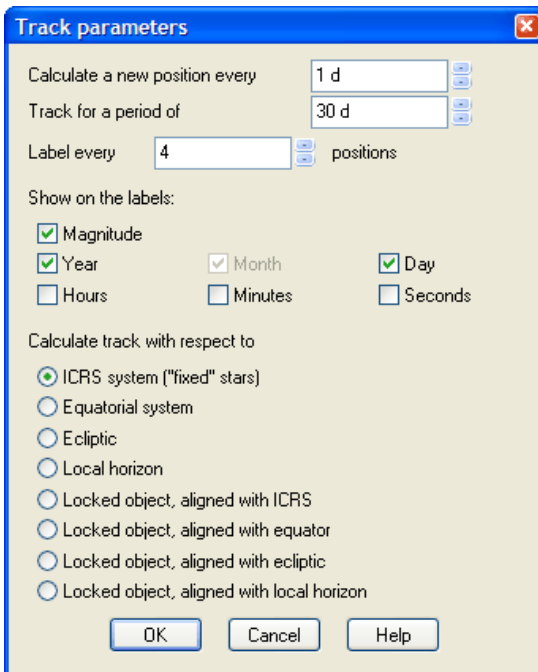 Track parameters
Calculate a new position every 1 d
Track for a period of 30 d
Label every 4 positions
Show on the labels:
Magnitude
Year Month Day
Hours Minutes Seconds
Calculate track with respect to
ICRS system ("fixed" stars)
Equatorial system
Ecliptic
Local horizon
Locked object, aligned with ICRS
Locked object, aligned with equator
Locked object, aligned with ecliptic
Locked object, aligned with local horizon
OK Cancel Help